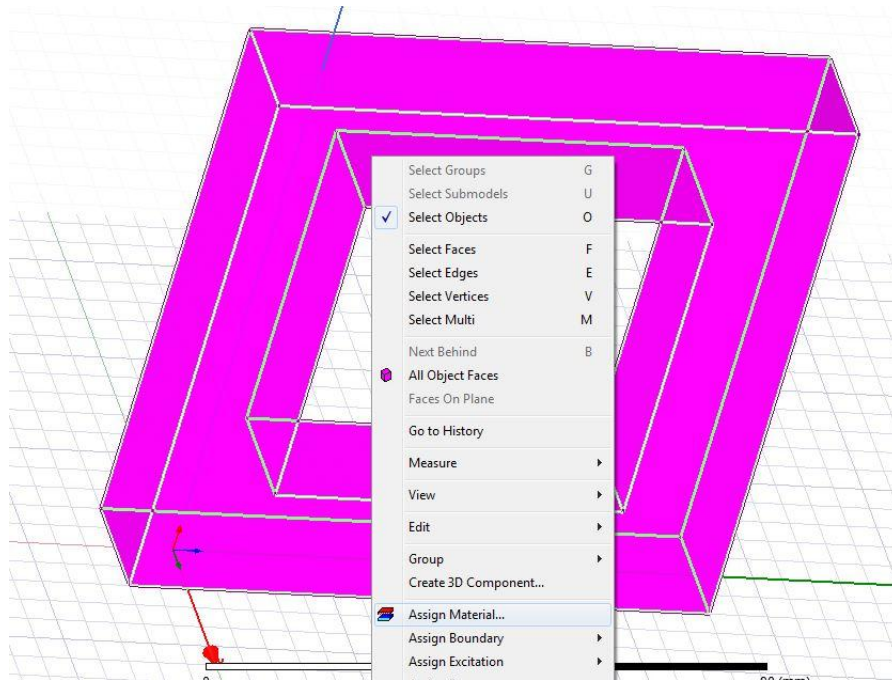 Select Groups G
Select Submodels U
Select Objects O
Select Faces F
Select Edges E
Select Vertices V
Select Multi M
Next Behind B
All Object Faces
Faces On Plane
Go to History
Measure
View
Edit
Group
Create 3D Component...
Assign Material...
Assign Boundary
Assign Excitation